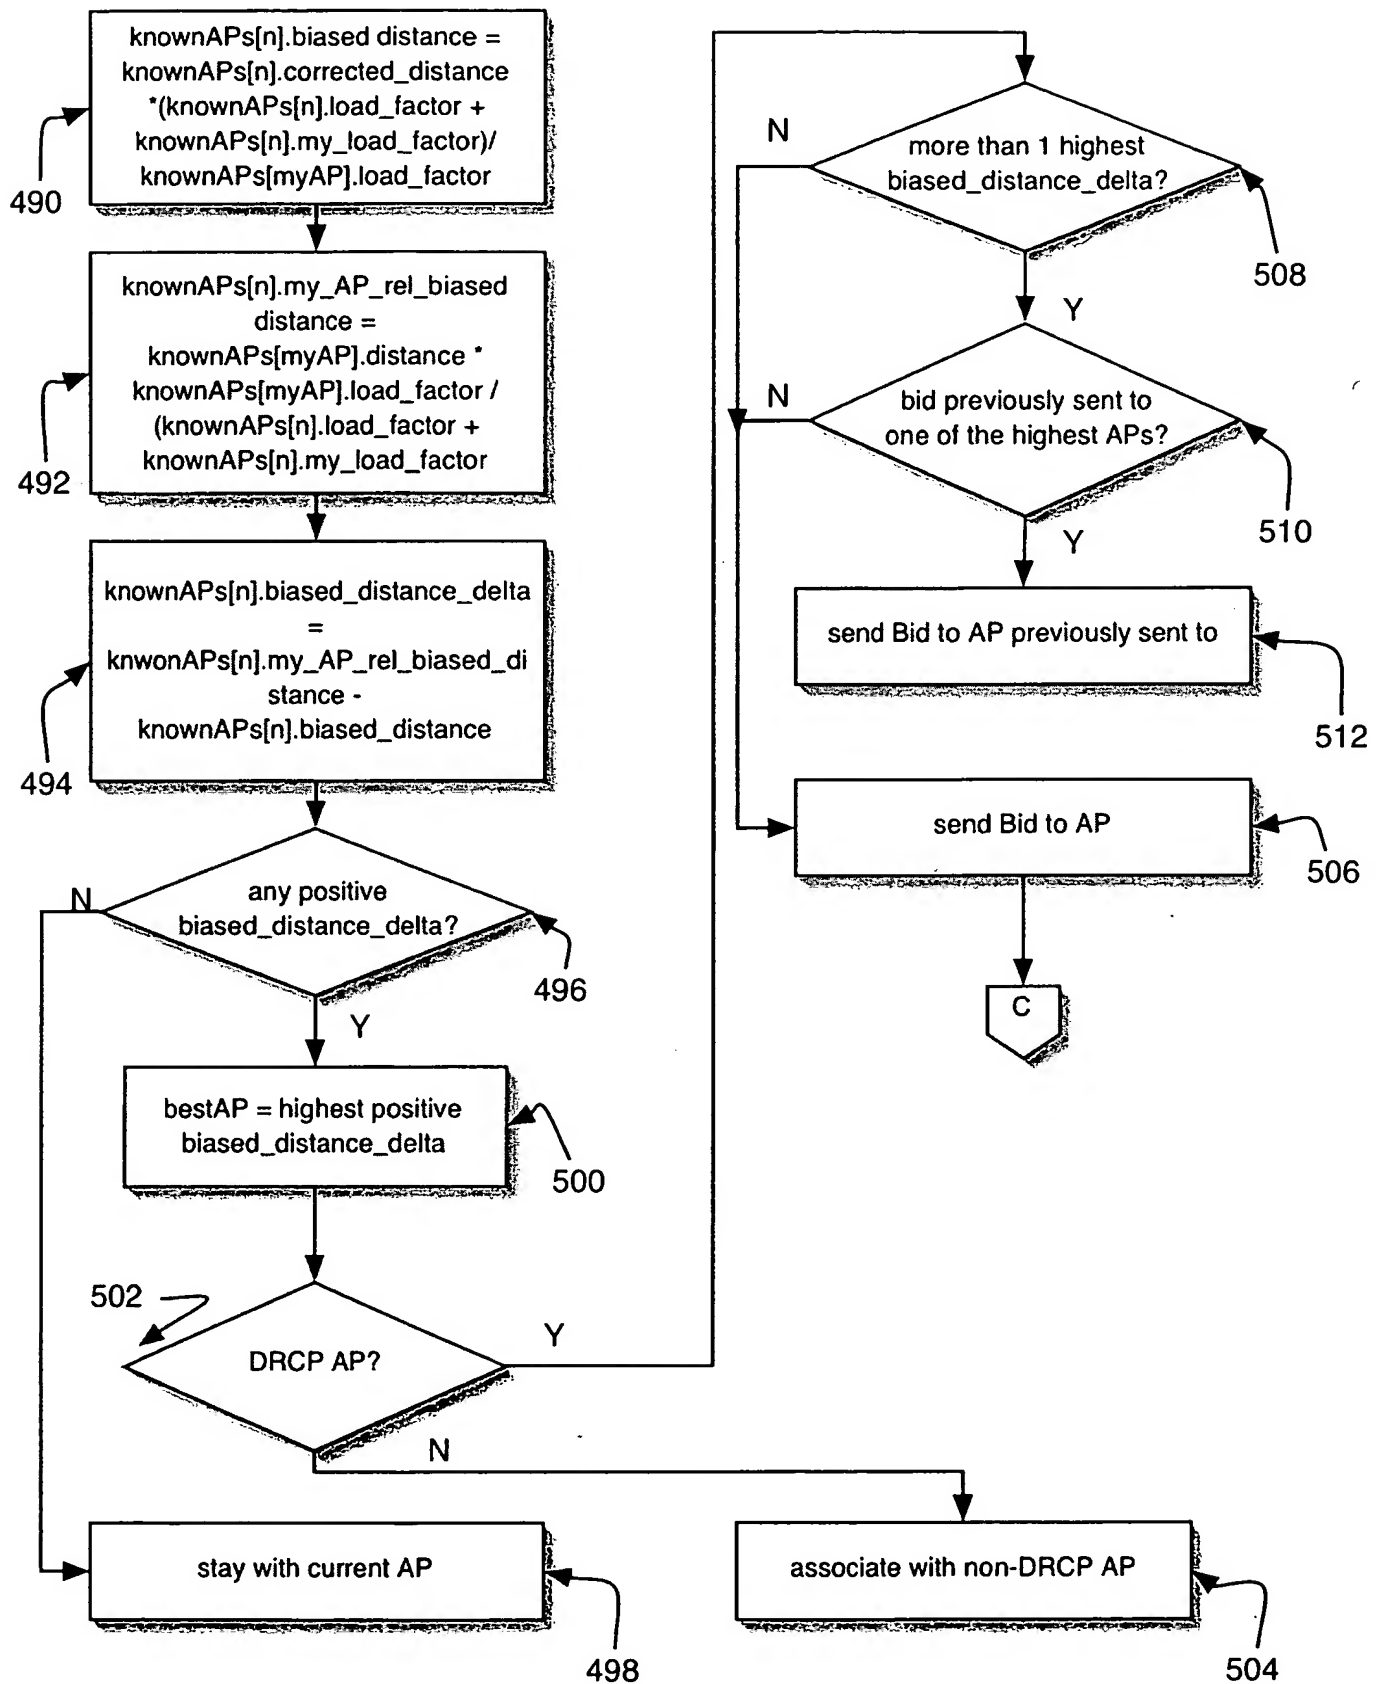 knownAPs[n].biased distance =
knownAPs[n].corrected_distance
*(knownAPs[n].load_factor +
knownAPs[n].my_load_factor)/
knownAPs[myAP].load_factor
490
knownAPs[n].my_AP_rel_biased
distance =
knownAPs[myAP].distance *
knownAPs[myAP].load_factor /
(knownAPs[n].load_factor +
knownAPs[n].my_load_factor
492
knownAPs[n].biased_distance_delta
=
knwonAPs[n].my_AP_rel_biased_di
stance -
knownAPs[n].biased_distance
494
any positive
biased_distance_delta?
N
496
Y
bestAP = highest positive
biased_distance_delta
500
502
DRCP AP?
Y
N
stay with current AP
498
associate with non-DRCP AP
504
more than 1 highest
biased_distance_delta?
N
508
Y
bid previously sent to
one of the highest APs?
N
510
Y
send Bid to AP previously sent to
512
send Bid to AP
506
C